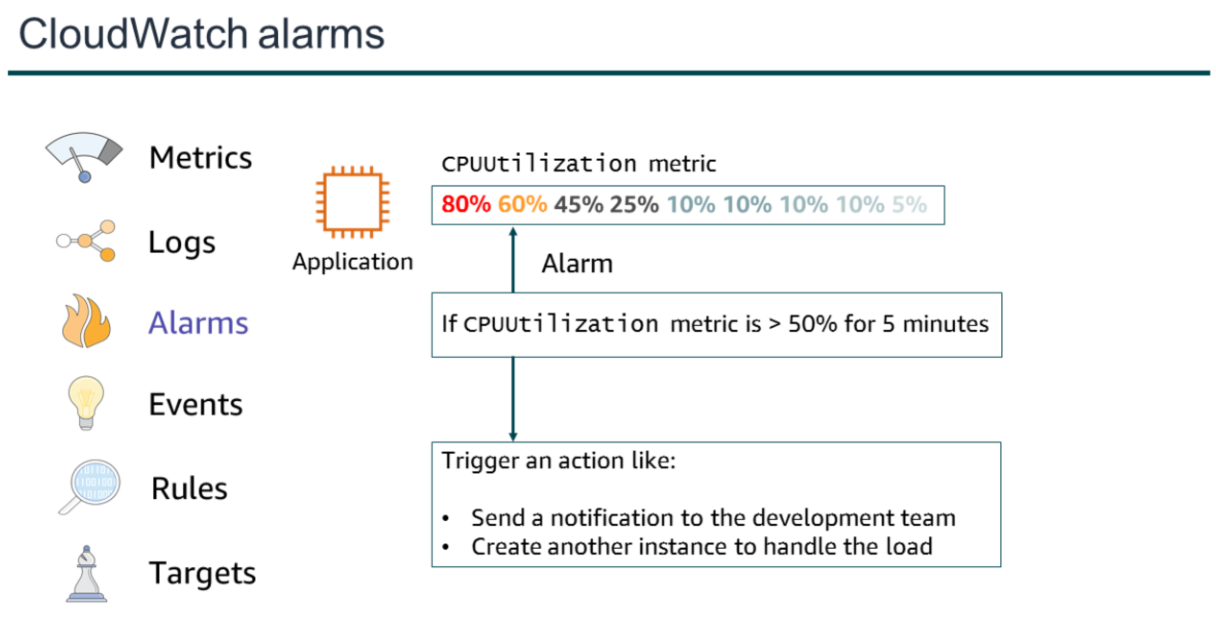 CloudWatch alarms
Metrics
Logs
Alarms
Events
Rules
Targets
Application
CPUUtilization metric
80% 60% 45% 25% 10% 10% 10% 10% 5%
Alarm
If CPUUtilization metric is > 50% for 5 minutes
Trigger an action like:
• Send a notification to the development team
• Create another instance to handle the load